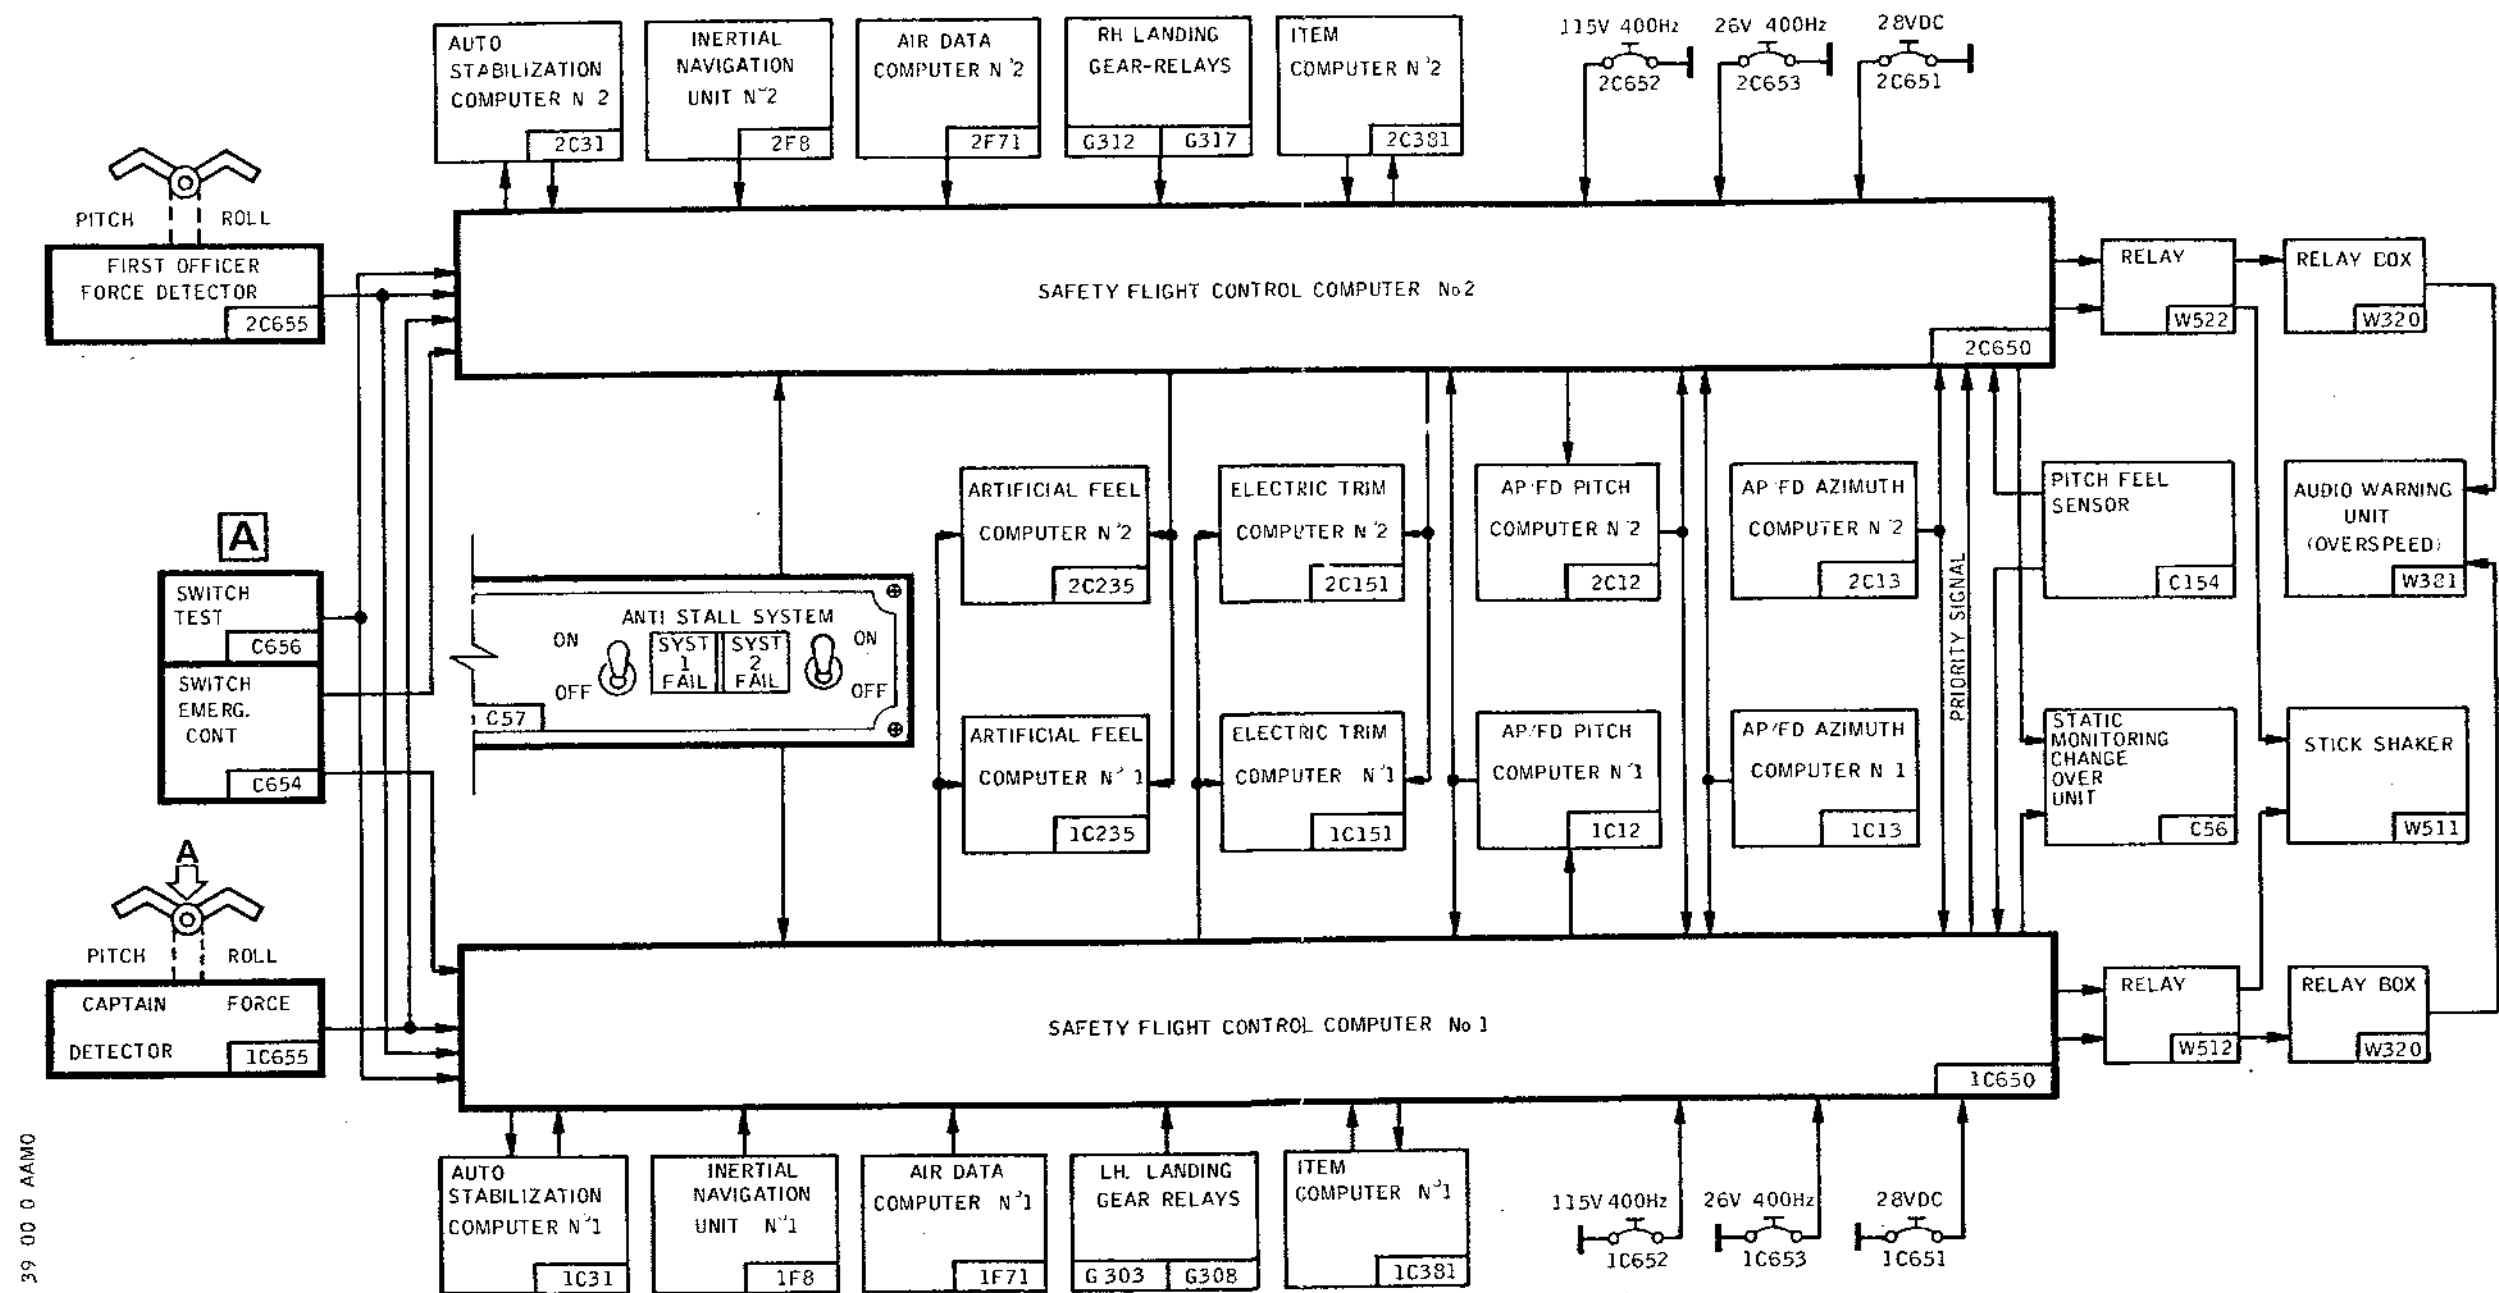 AUTO
STABILIZATION
COMPUTER N 2
2C31
INERTIAL
NAVIGATION
UNIT N°2
2F8
AIR DATA
COMPUTER N°2
2F71
RH LANDING
GEAR-RELAYS
G312 G317
ITEM
COMPUTER N°2
2C381
115V 400Hz
2C652
26V 400Hz
2C653
28VDC
2C651
PITCH ROLL
FIRST OFFICER
FORCE DETECTOR
2C655
SAFETY FLIGHT CONTROL COMPUTER No2
2C650
RELAY
W522
RELAY BOX
W320
A
SWITCH
TEST
C656
SWITCH
EMERG.
CONT
C654
ANTI STALL SYSTEM
ON
OFF
SYST
1
FAIL
SYST
2
FAIL
ON
OFF
C57
ARTIFICIAL FEEL
COMPUTER N°2
2C235
ELECTRIC TRIM
COMPUTER N°2
2C151
AP/FD PITCH
COMPUTER N°2
2C12
AP/FD AZIMUTH
COMPUTER N°2
2C13
PRIORITY SIGNAL
PITCH FEEL
SENSOR
C154
AUDIO WARNING
UNIT
(OVERSPEED)
W381
ARTIFICIAL FEEL
COMPUTER N°1
1C235
ELECTRIC TRIM
COMPUTER N°1
1C151
AP/FD PITCH
COMPUTER N°1
1C12
AP/FD AZIMUTH
COMPUTER N 1
1C13
STATIC
MONITORING
CHANGE
OVER
UNIT
C56
STICK SHAKER
W511
A
PITCH ROLL
CAPTAIN FORCE
DETECTOR
1C655
SAFETY FLIGHT CONTROL COMPUTER No1
1C650
RELAY
W512
RELAY BOX
W320
AUTO
STABILIZATION
COMPUTER N°1
1C31
INERTIAL
NAVIGATION
UNIT N°1
1F8
AIR DATA
COMPUTER N°1
1F71
LH. LANDING
GEAR RELAYS
G303 G308
ITEM
COMPUTER N°1
1C381
115V 400Hz
1C652
26V 400Hz
1C653
28VDC
1C651
39 00 0 AAMO